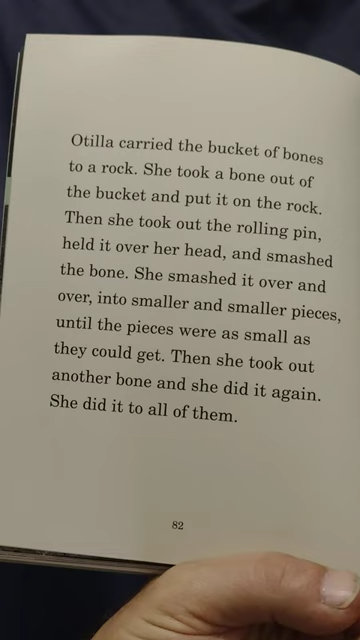 Otilla carried the bucket of bones
to a rock. She took a bone out of
the bucket and put it on the rock.
Then she took out the rolling pin,
held it over her head, and smashed
the bone. She smashed it over and
over, into smaller and smaller pieces,
until the pieces were as small as
they could get. Then she took out
another bone and she did it again.
She did it to all of them.
82